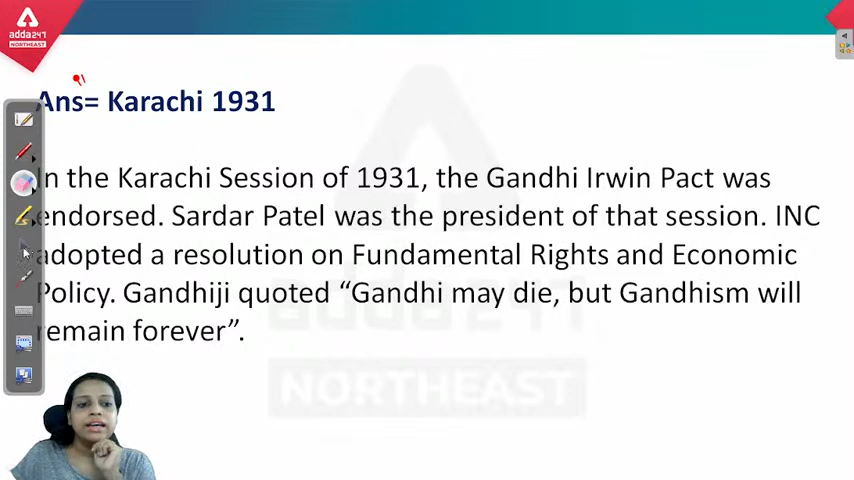 adda247
NORTHEAST
Ans= Karachi 1931
In the Karachi Session of 1931, the Gandhi Irwin Pact was
endorsed. Sardar Patel was the president of that session. INC
adopted a resolution on Fundamental Rights and Economic
Policy. Gandhiji quoted “Gandhi may die, but Gandhism will
remain forever”.
adda247
NORTHEAST